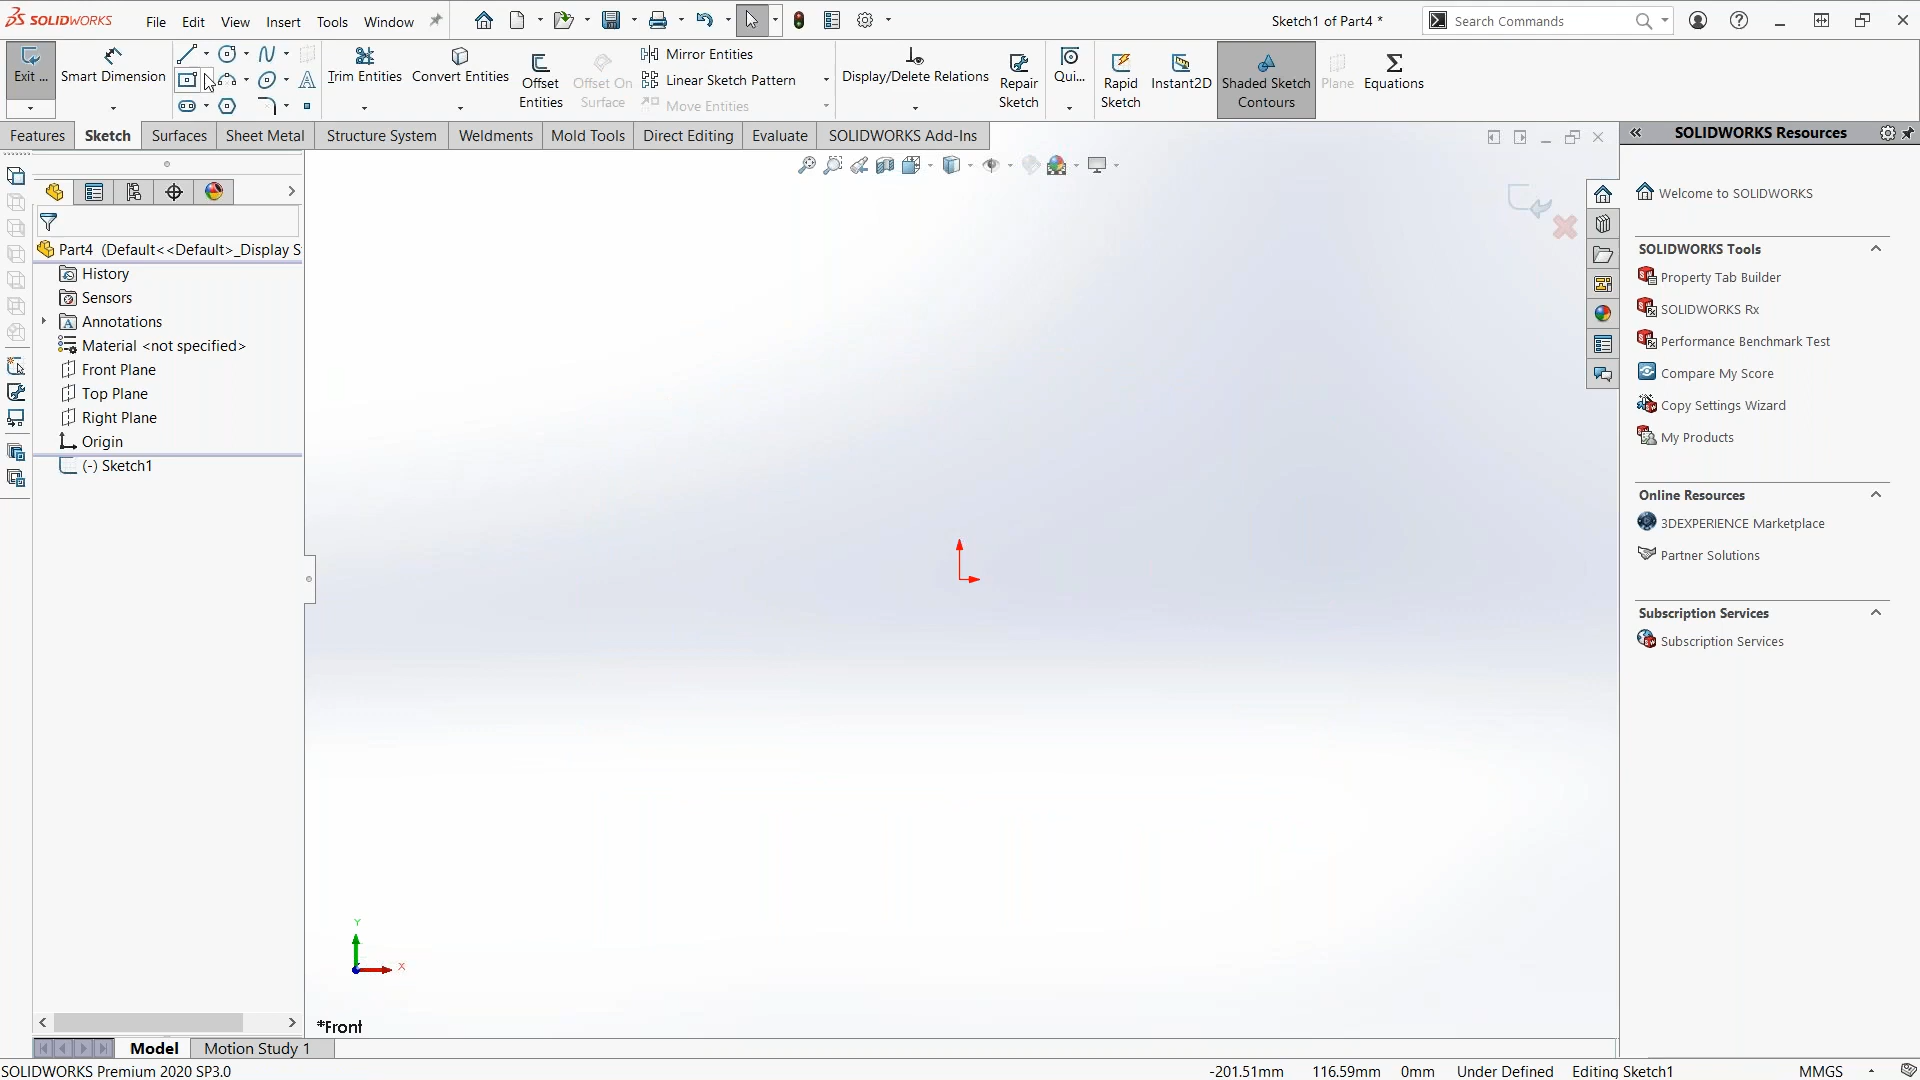 SOLIDWORKS File Edit View Insert Tools Window Sketch1 of Part4 * Search Commands
Exit ... Smart Dimension Trim Entities Convert Entities Offset Entities Offset On Surface Mirror Entities Linear Sketch Pattern Move Entities Display/Delete Relations Repair Sketch Qui... Rapid Sketch Instant2D Shaded Sketch Contours Plane Equations
Features Sketch Surfaces Sheet Metal Structure System Weldments Mold Tools Direct Editing Evaluate SOLIDWORKS Add-Ins
SOLIDWORKS Resources
Part4 (Default<<Default>_Display S
History
Sensors
Annotations
Material <not specified>
Front Plane
Top Plane
Right Plane
Origin
(-) Sketch1
Welcome to SOLIDWORKS
SOLIDWORKS Tools
Property Tab Builder
SOLIDWORKS Rx
Performance Benchmark Test
Compare My Score
Copy Settings Wizard
My Products
Online Resources
3DEXPERIENCE Marketplace
Partner Solutions
Subscription Services
Subscription Services
Y
X
*Front
Model Motion Study 1
SOLIDWORKS Premium 2020 SP3.0 -201.51mm 116.59mm 0mm Under Defined Editing Sketch1 MMGS